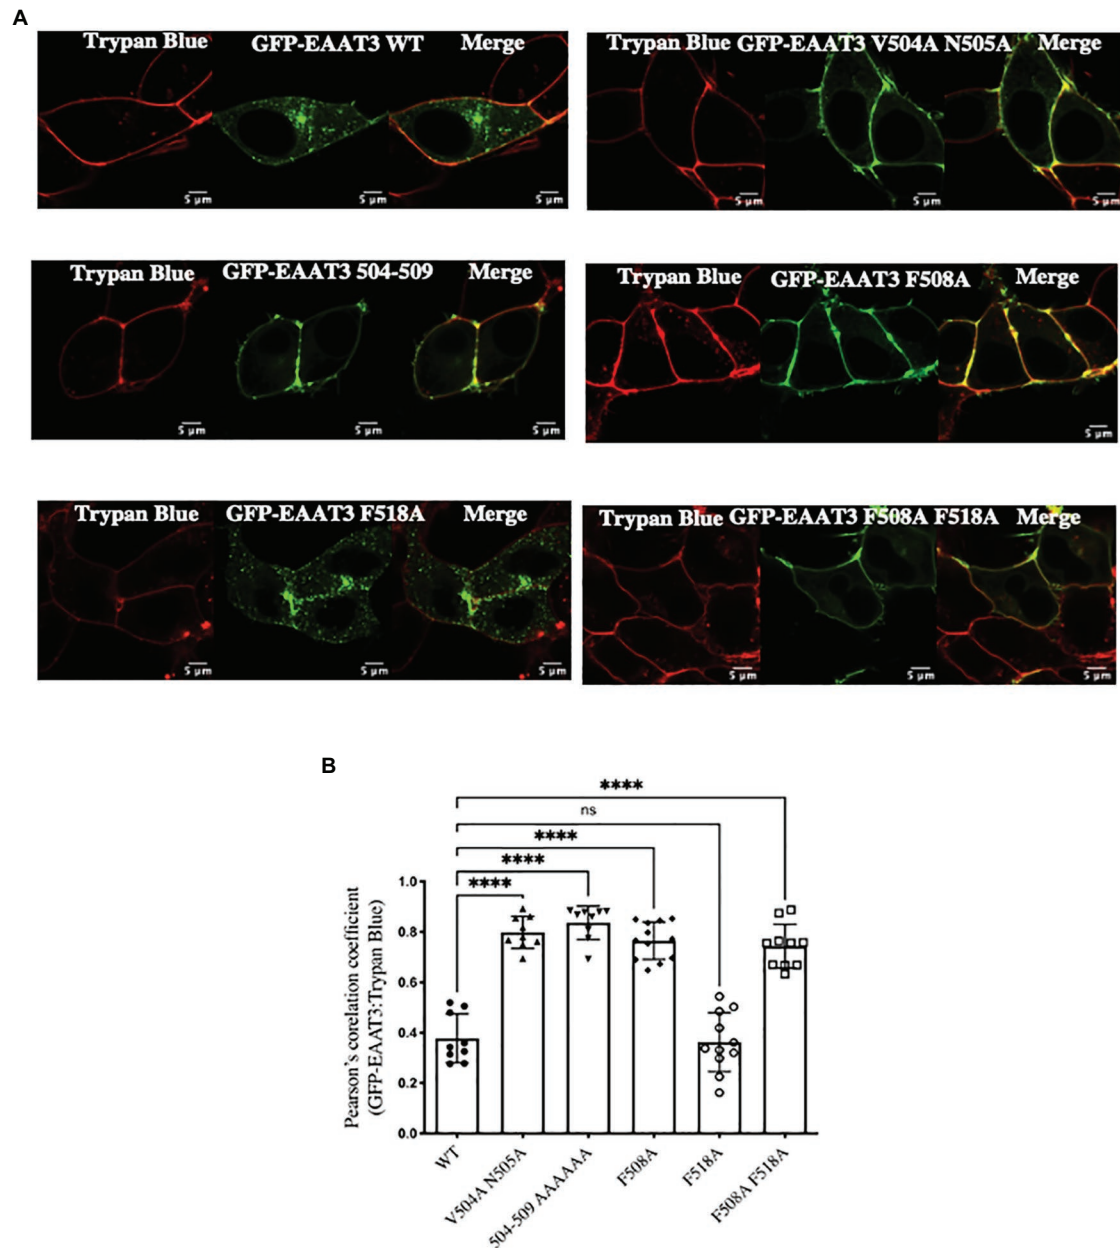 A
Trypan Blue GFP-EAAT3 WT Merge
5 µm 5 µm 5 µm
Trypan Blue GFP-EAAT3 V504A N505A Merge
5 µm 5 µm 5 µm
Trypan Blue GFP-EAAT3 504-509 Merge
5 µm 5 µm 5 µm
Trypan Blue GFP-EAAT3 F508A Merge
5 µm 5 µm 5 µm
Trypan Blue GFP-EAAT3 F518A Merge
5 µm 5 µm 5 µm
Trypan Blue GFP-EAAT3 F508A F518A Merge
5 µm 5 µm 5 µm
B
****
ns
****
****
****
Pearson's corelation coefficient
(GFP-EAAT3:Trypan Blue)
1.0
0.8
0.6
0.4
0.2
0.0
WT
V504A N505A
504-509 AAAAAA
F508A
F518A
F508A F518A